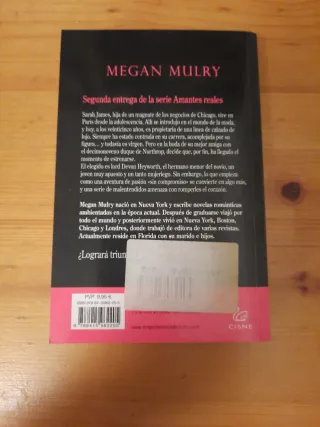 MEGAN MULRY
Segunda entrega de la serie Amantes reales
Sarah James, hija de un magnate de los negocios de Chicago, vive en
París desde la adolescencia. Allí se introdujo en el mundo de la moda,
y hoy, a los veinticinco años, es propietaria de una línea de calzado de
lujo. Siempre ha estado centrada en su carrera, acomplejada por su
figura... y todavía es virgen. Pero en la boda de su mejor amiga con
el decimonoveno duque de Northrop, decide que, por fin, ha llegado el
momento de estrenarse.
El elegido es lord Devon Heyworth, el hermano menor del novio, un
joven muy apuesto y un tanto mujeriego. Sin embargo, lo que empieza
como una aventura de pasión «sin compromiso» se convierte en algo más,
y una serie de malentendidos amenaza con romperles el corazón.
Megan Mulry nació en Nueva York y escribe novelas románticas
ambientadas en la época actual. Después de graduarse viajó por
todo el mundo y posteriormente vivió en Nueva York, Boston,
Chicago y Londres, donde trabajó de editora de varias revistas.
Actualmente reside en Florida con su marido e hijos.
¿Logrará
PVP 9,95 €
CISNE